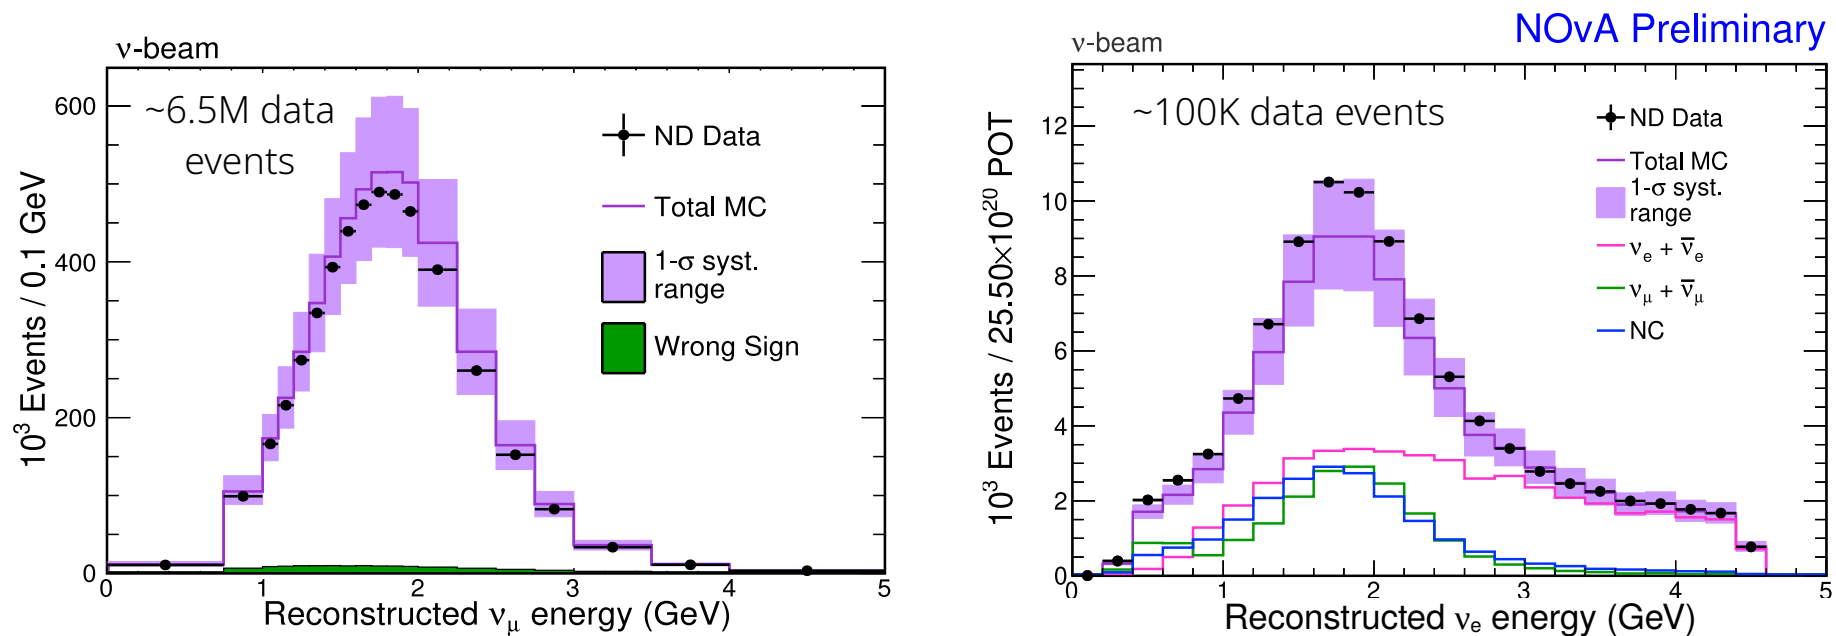 NOvA Preliminary
ν-beam
~6.5M data
events
ND Data
Total MC
1-σ syst.
range
Wrong Sign
10³ Events / 0.1 GeV
600
400
200
0
0 1 2 3 4 5
Reconstructed ν_μ energy (GeV)
ν-beam
~100K data events
ND Data
Total MC
1-σ syst.
range
ν_e + ν̅_e
ν_μ + ν̅_μ
NC
10³ Events / 25.50×10²⁰ POT
12
10
8
6
4
2
0
0 1 2 3 4 5
Reconstructed ν_e energy (GeV)